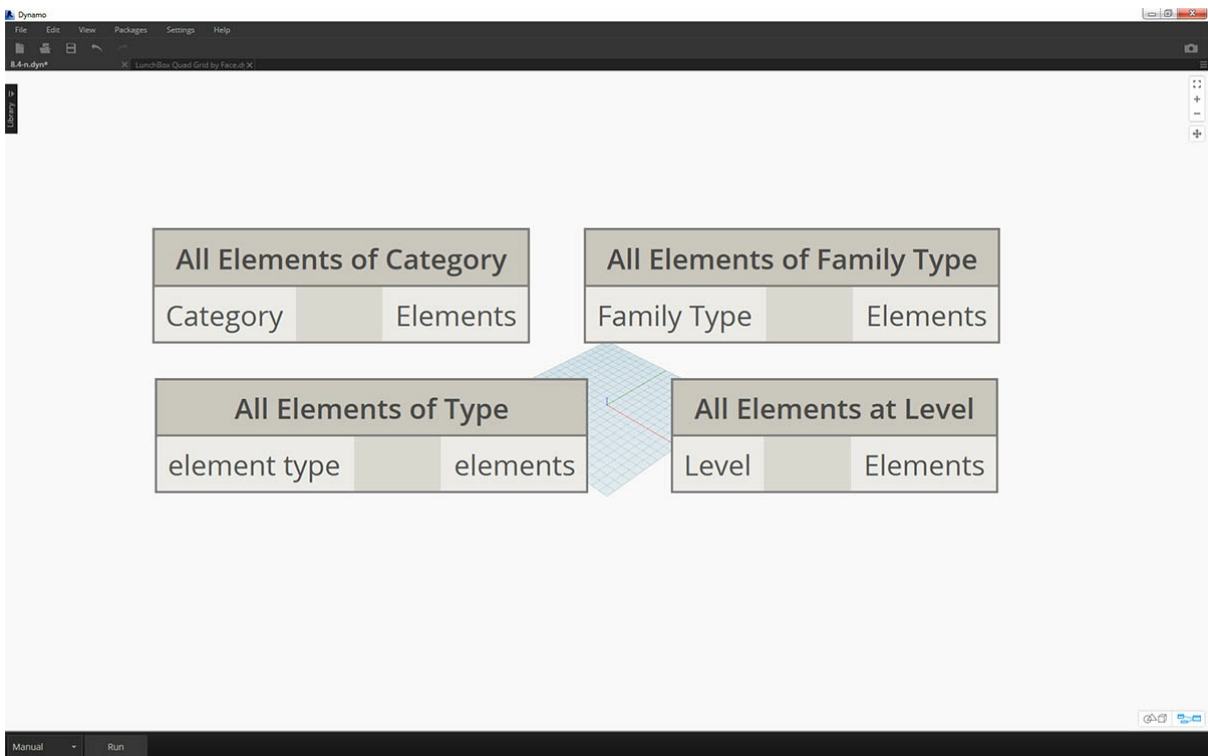 Dynamo
File Edit View Packages Settings Help
8.4-n.dyn* X LunchBox Quad Grid by Face.dy X
Library
All Elements of Category
Category Elements
All Elements of Family Type
Family Type Elements
All Elements of Type
element type elements
All Elements at Level
Level Elements
Manual Run